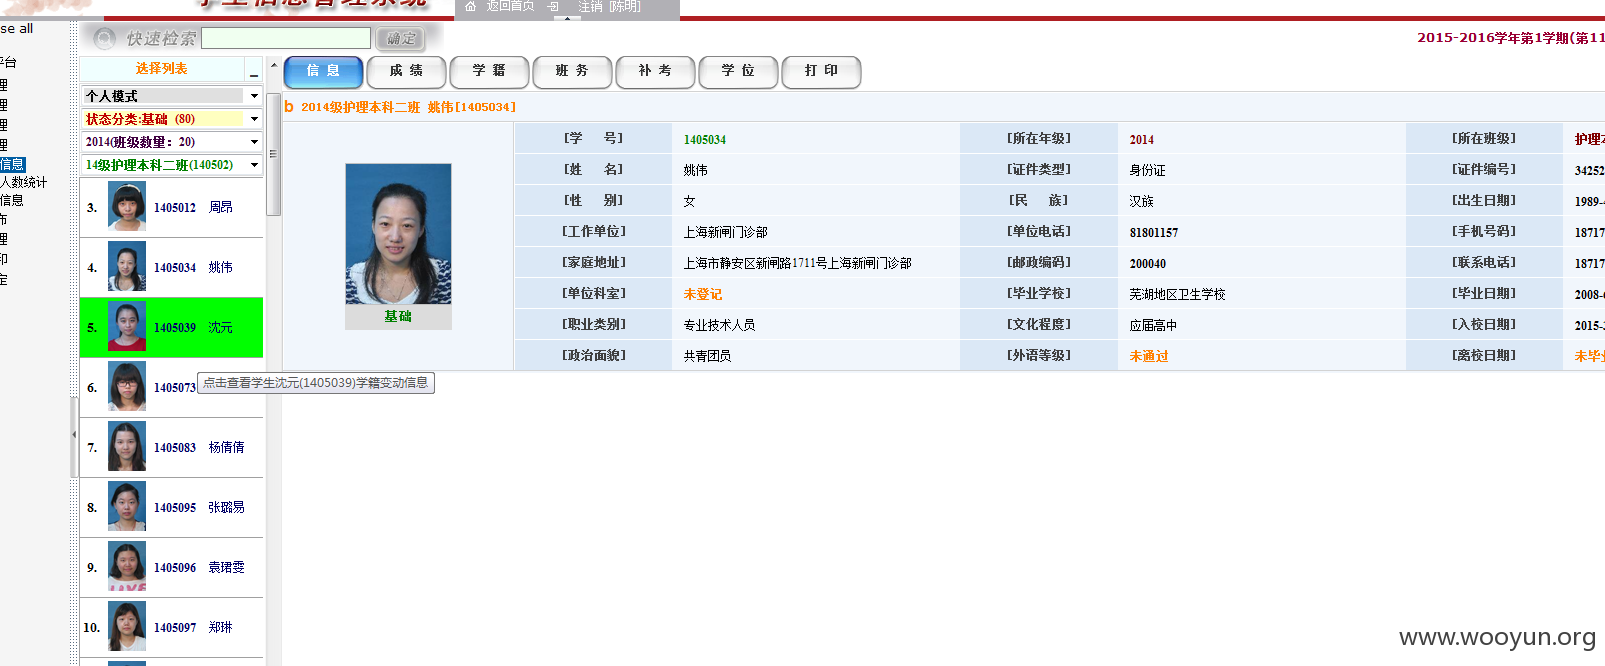 学生信息管理系统
返回首页 注销 [陈明]
se all
快速检索 确定
2015-2016学年第1学期(第11
平台
理
理
理
理
信息
人数统计
信息
布
理
印
定
选择列表
个人模式
状态分类:基础 (80)
2014(班级数量：20)
14级护理本科二班(140502)
3. 1405012 周昂
4. 1405034 姚伟
5. 1405039 沈元
6. 1405073
点击查看学生沈元(1405039)学籍变动信息
7. 1405083 杨倩倩
8. 1405095 张璐易
9. 1405096 袁珺雯
10. 1405097 郑琳
信 息 成 绩 学 籍 班 务 补 考 学 位 打 印
b 2014级护理本科二班 姚伟[1405034]
基础
[学 号] 1405034 [所在年级] 2014 [所在班级] 护理本
[姓 名] 姚伟 [证件类型] 身份证 [证件编号] 34252
[性 别] 女 [民 族] 汉族 [出生日期] 1989-
[工作单位] 上海新闸门诊部 [单位电话] 81801157 [手机号码] 18717
[家庭地址] 上海市静安区新闸路1711号上海新闸门诊部 [邮政编码] 200040 [联系电话] 18717
[单位科室] 未登记 [毕业学校] 芜湖地区卫生学校 [毕业日期] 2008-
[职业类别] 专业技术人员 [文化程度] 应届高中 [入校日期] 2015-
[政治面貌] 共青团员 [外语等级] 未通过 [离校日期] 未毕
www.wooyun.org